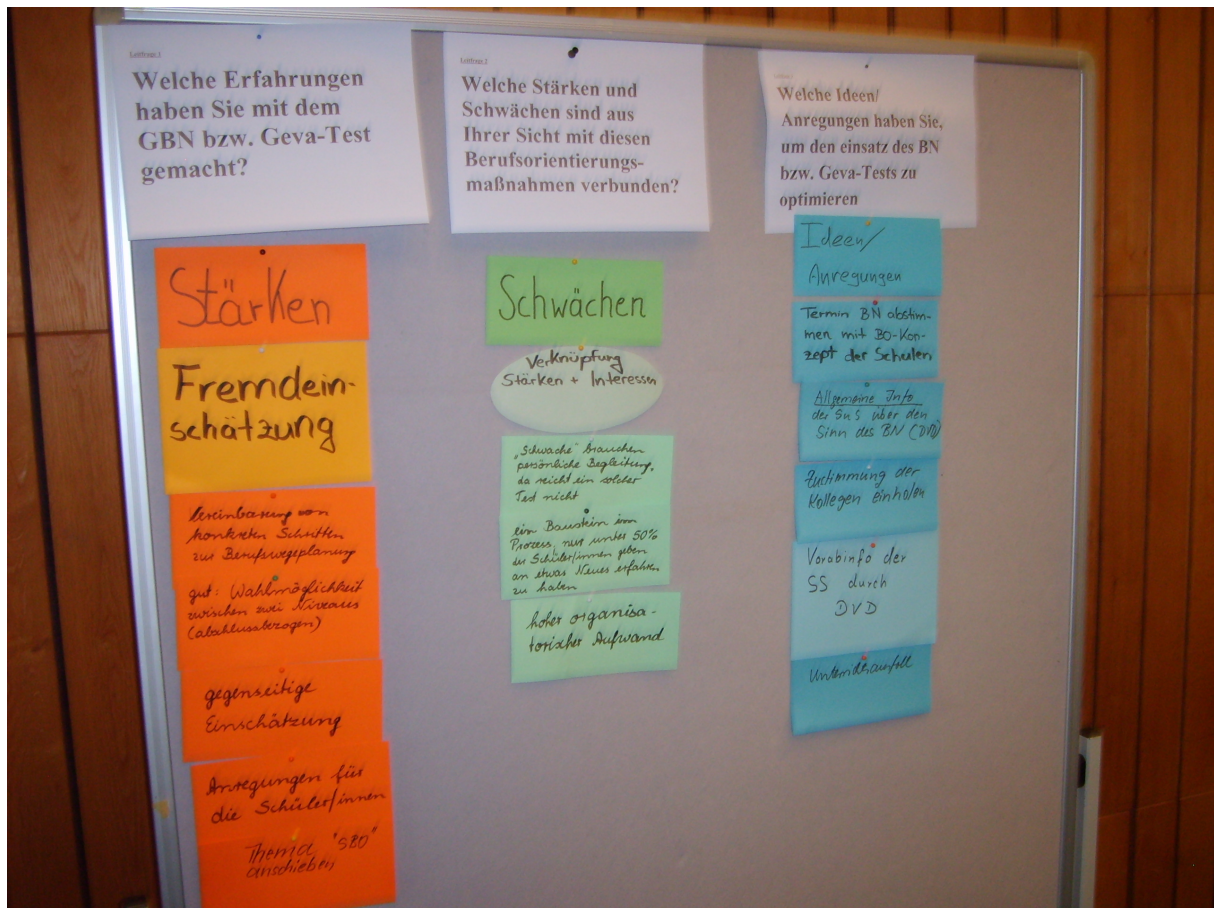 Leitfrage 1
Welche Erfahrungen
haben Sie mit dem
GBN bzw. Geva-Test
gemacht?
Stärken
Fremdein-
schätzung
Vereinbarung von
konkreten Schritten
zur Berufswegeplanung
gut: Wahlmöglichkeit
zwischen zwei Niveaus
(abschlussbezogen)
gegenseitige
Einschätzung
Anregungen für
die Schüler/innen
Thema "SBO"
anschieben
Leitfrage 2
Welche Stärken und
Schwächen sind aus
Ihrer Sicht mit diesen
Berufsorientierungs-
maßnahmen verbunden?
Schwächen
Verknüpfung
Stärken + Interessen
„Schwache" brauchen
persönliche Begleitung,
da reicht ein solcher
Test nicht
ein Baustein im
Prozess, nur unter 50%
der Schüler/innen geben
an etwas Neues erfahren
zu haben
hoher organisa-
torischer Aufwand
Welche Ideen/
Anregungen haben Sie,
um den einsatz des BN
bzw. Geva-Tests zu
optimieren
Ideen/
Anregungen
Termin BN abstim-
men mit BO-Kon-
zept der Schulen
Allgemeine Info
der SuS über den
Sinn des BN (DVD)
Zustimmung der
Kollegen einholen
Vorabinfo der
SS durch
DVD
Unterrichtsausfall